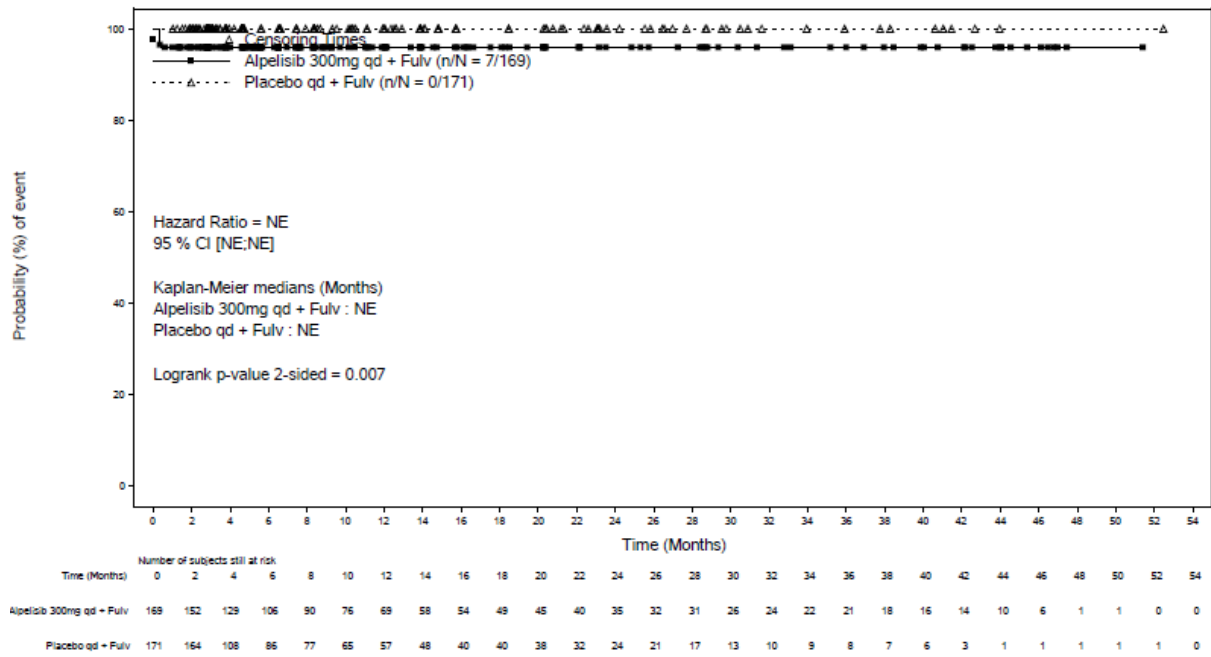 Probability (%) of event
100
80
60
40
20
0
Censoring Times
Alpelisib 300mg qd + Fulv (n/N = 7/169)
Placebo qd + Fulv (n/N = 0/171)
Hazard Ratio = NE
95 % CI [NE;NE]
Kaplan-Meier medians (Months)
Alpelisib 300mg qd + Fulv : NE
Placebo qd + Fulv : NE
Logrank p-value 2-sided = 0.007
0 2 4 6 8 10 12 14 16 18 20 22 24 26 28 30 32 34 36 38 40 42 44 46 48 50 52 54
Time (Months)
Number of subjects still at risk
Time (Months) 0 2 4 6 8 10 12 14 16 18 20 22 24 26 28 30 32 34 36 38 40 42 44 46 48 50 52 54
Alpelisib 300mg qd + Fulv 169 152 129 106 90 76 69 58 54 49 45 40 35 32 31 26 24 22 21 18 16 14 10 6 1 1 0 0
Placebo qd + Fulv 171 164 108 86 77 65 57 48 40 40 38 32 24 21 17 13 10 9 8 7 6 3 1 1 1 1 1 0